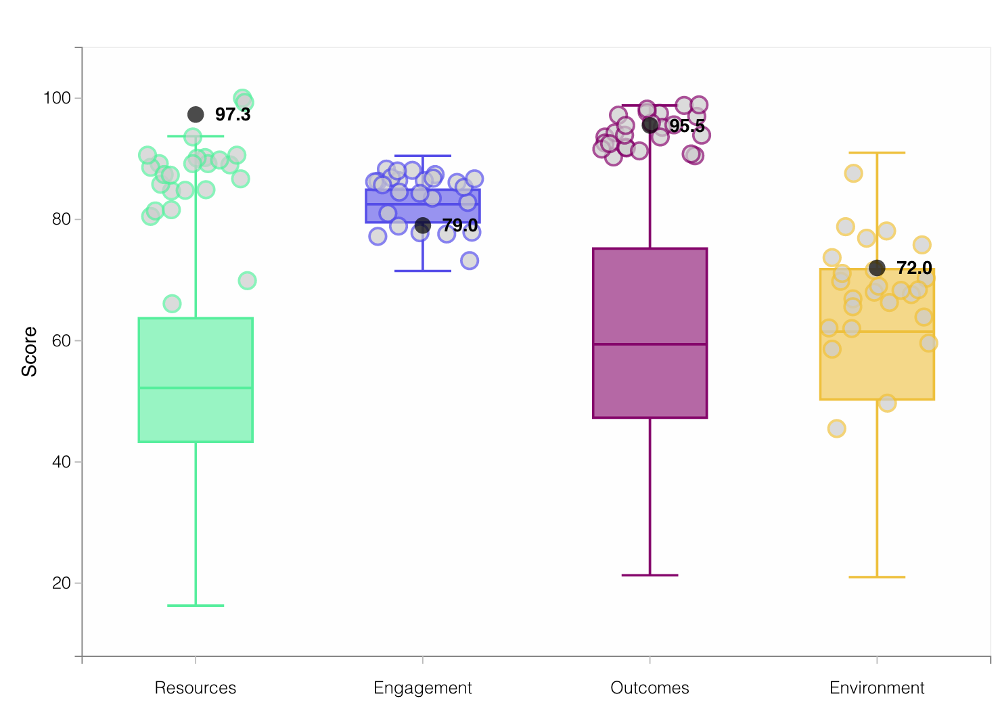 100
80
60
40
20
Score
97.3
79.0
95.5
72.0
Resources
Engagement
Outcomes
Environment